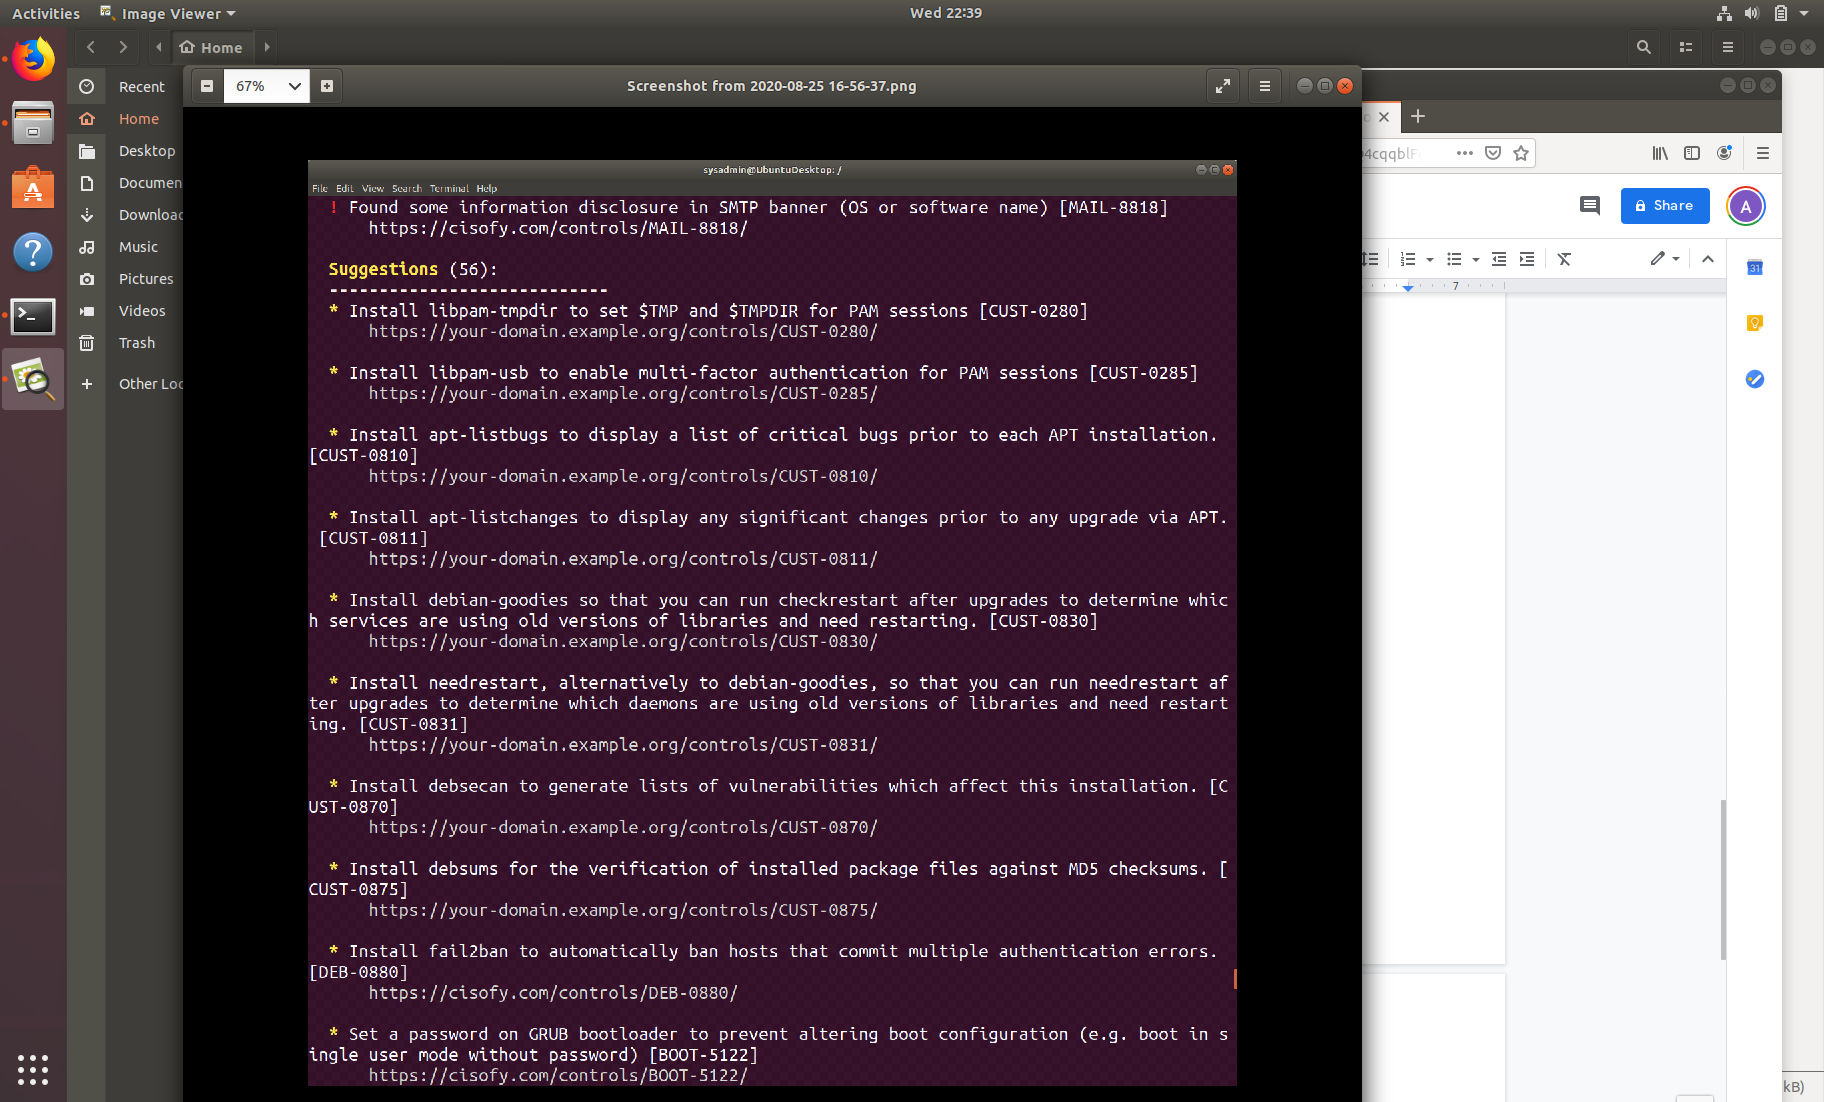 Activities
Image Viewer
Wed 22:39
Home
67%
Screenshot from 2020-08-25 16-56-37.png
Recent
Home
Desktop
Documen
Downloac
Music
Pictures
Videos
Trash
Other Loc
sysadmin@UbuntuDesktop: /
File Edit View Search Terminal Help
! Found some information disclosure in SMTP banner (OS or software name) [MAIL-8818]
https://cisofy.com/controls/MAIL-8818/
Suggestions (56):
----------------------------
* Install libpam-tmpdir to set $TMP and $TMPDIR for PAM sessions [CUST-0280]
https://your-domain.example.org/controls/CUST-0280/
* Install libpam-usb to enable multi-factor authentication for PAM sessions [CUST-0285]
https://your-domain.example.org/controls/CUST-0285/
* Install apt-listbugs to display a list of critical bugs prior to each APT installation.
[CUST-0810]
https://your-domain.example.org/controls/CUST-0810/
* Install apt-listchanges to display any significant changes prior to any upgrade via APT.
[CUST-0811]
https://your-domain.example.org/controls/CUST-0811/
* Install debian-goodies so that you can run checkrestart after upgrades to determine whic
h services are using old versions of libraries and need restarting. [CUST-0830]
https://your-domain.example.org/controls/CUST-0830/
* Install needrestart, alternatively to debian-goodies, so that you can run needrestart af
ter upgrades to determine which daemons are using old versions of libraries and need restart
ing. [CUST-0831]
https://your-domain.example.org/controls/CUST-0831/
* Install debsecan to generate lists of vulnerabilities which affect this installation. [C
UST-0870]
https://your-domain.example.org/controls/CUST-0870/
* Install debsums for the verification of installed package files against MD5 checksums. [
CUST-0875]
https://your-domain.example.org/controls/CUST-0875/
* Install fail2ban to automatically ban hosts that commit multiple authentication errors.
[DEB-0880]
https://cisofy.com/controls/DEB-0880/
* Set a password on GRUB bootloader to prevent altering boot configuration (e.g. boot in s
ingle user mode without password) [BOOT-5122]
https://cisofy.com/controls/BOOT-5122/
Share
A
7
31
kB)